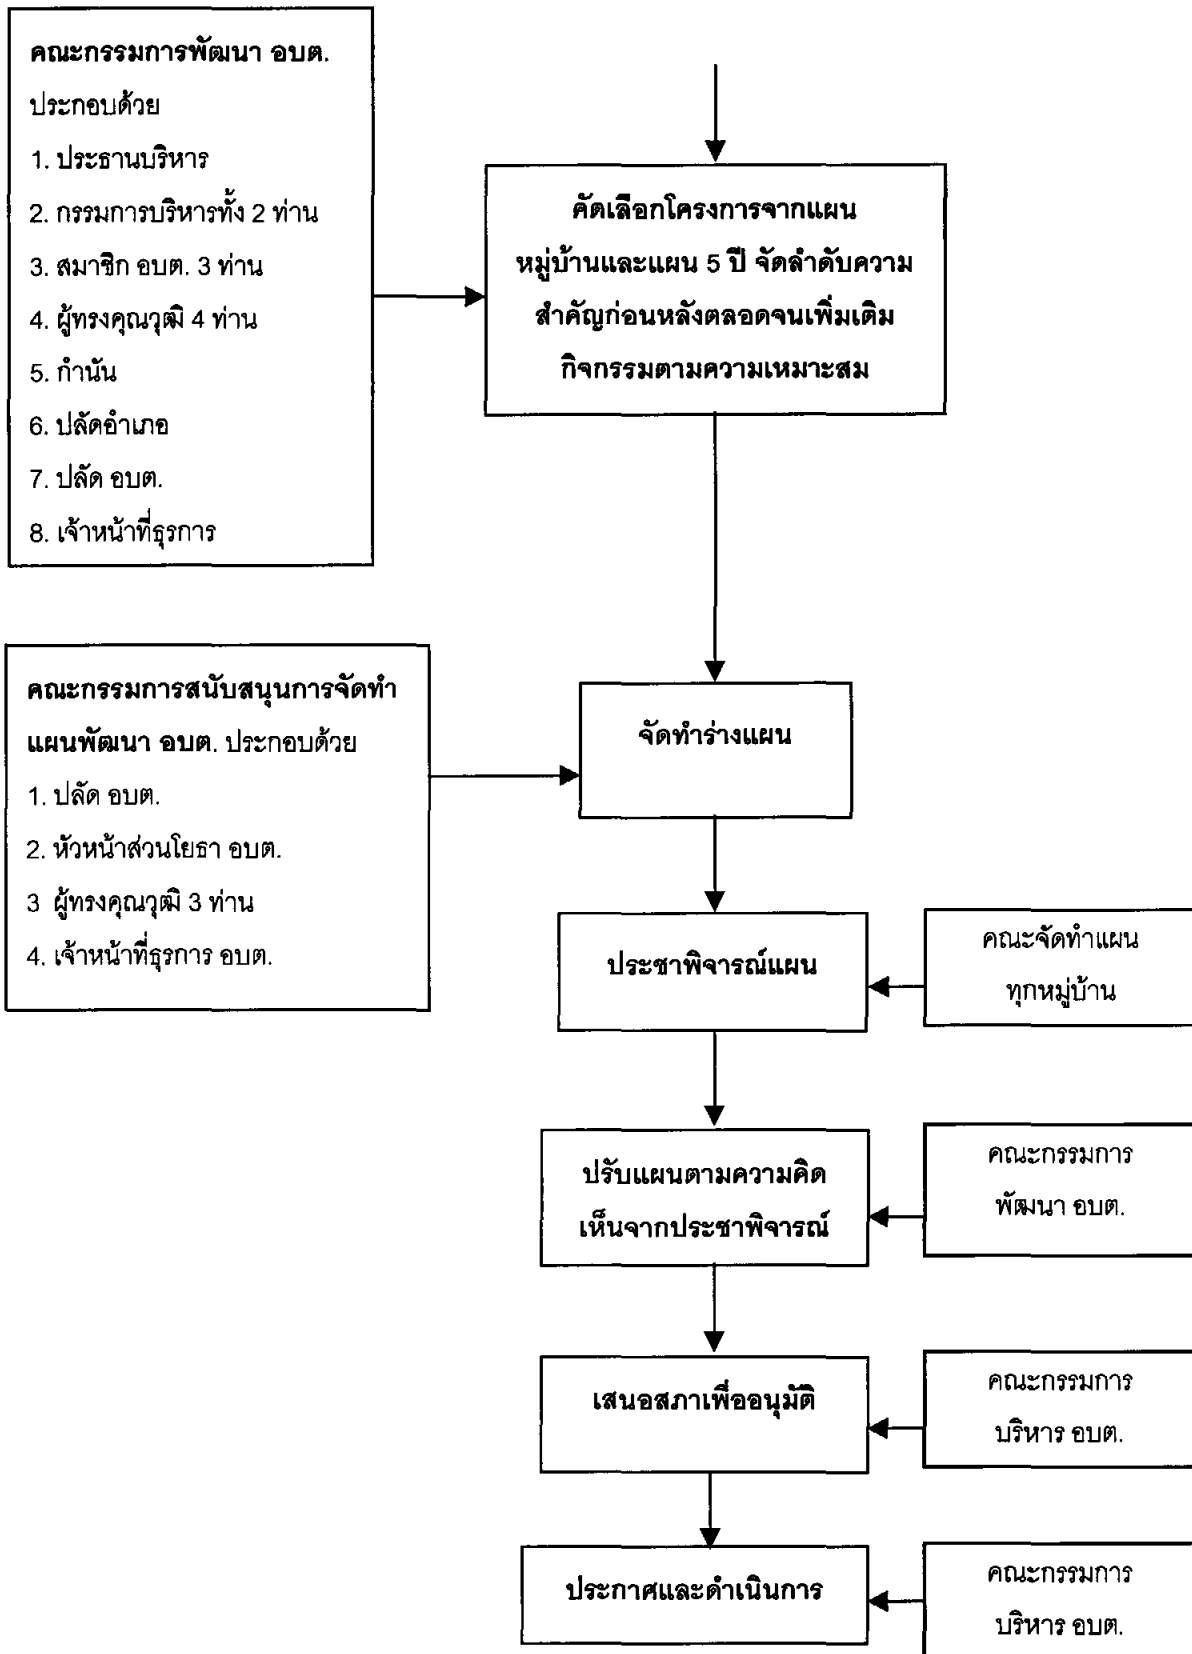 คณะกรรมการพัฒนา อบต.
ประกอบด้วย
1. ประธานบริหาร
2. กรรมการบริหารทั้ง 2 ท่าน
3. สมาชิก อบต. 3 ท่าน
4. ผู้ทรงคุณวุฒิ 4 ท่าน
5. กำนัน
6. ปลัดอำเภอ
7. ปลัด อบต.
8. เจ้าหน้าที่ธุรการ
คัดเลือกโครงการจากแผน
หมู่บ้านและแผน 5 ปี จัดลำดับความ
สำคัญก่อนหลังตลอดจนเพิ่มเติม
กิจกรรมตามความเหมาะสม
คณะกรรมการสนับสนุนการจัดทำ
แผนพัฒนา อบต. ประกอบด้วย
1. ปลัด อบต.
2. หัวหน้าส่วนโยธา อบต.
3 ผู้ทรงคุณวุฒิ 3 ท่าน
4. เจ้าหน้าที่ธุรการ อบต.
จัดทำร่างแผน
ประชาพิจารณ์แผน
คณะจัดทำแผน
ทุกหมู่บ้าน
ปรับแผนตามความคิด
เห็นจากประชาพิจารณ์
คณะกรรมการ
พัฒนา อบต.
เสนอสภาเพื่ออนุมัติ
คณะกรรมการ
บริหาร อบต.
ประกาศและดำเนินการ
คณะกรรมการ
บริหาร อบต.